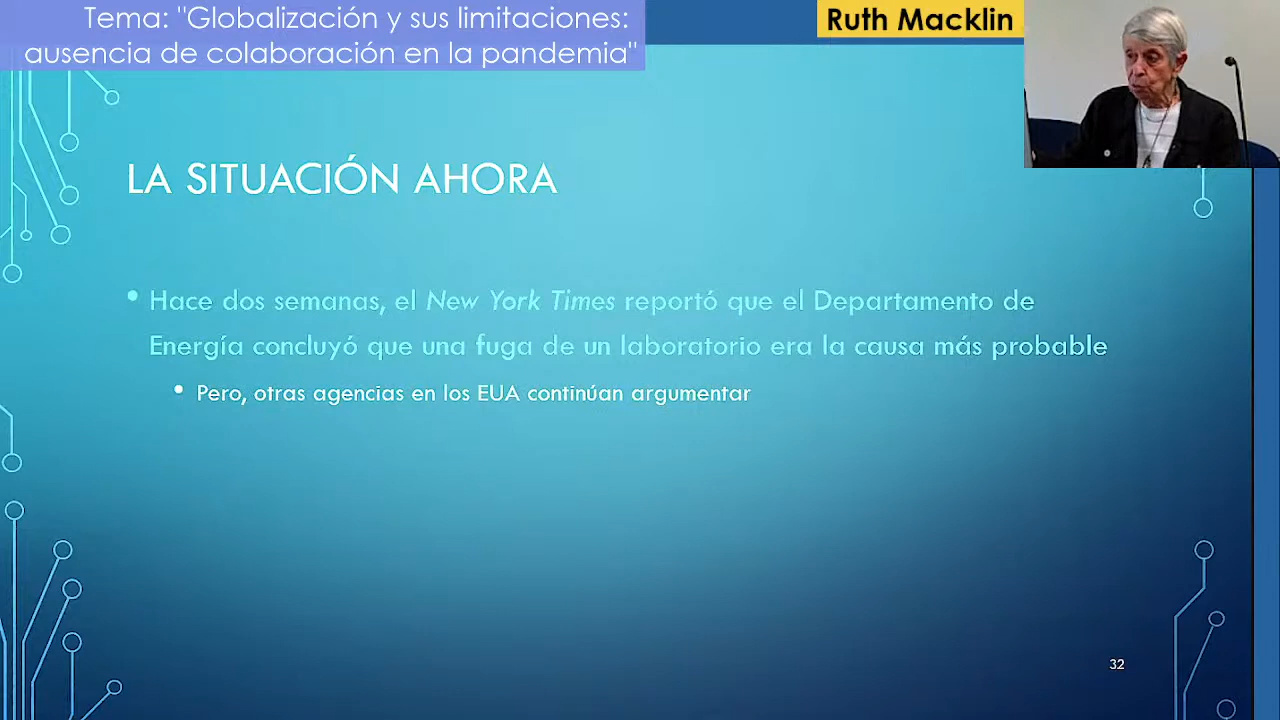 Tema: "Globalización y sus limitaciones:
ausencia de colaboración en la pandemia"
Ruth Macklin
LA SITUACIÓN AHORA
• Hace dos semanas, el New York Times reportó que el Departamento de
Energía concluyó que una fuga de un laboratorio era la causa más probable
• Pero, otras agencias en los EUA continúan argumentar
32